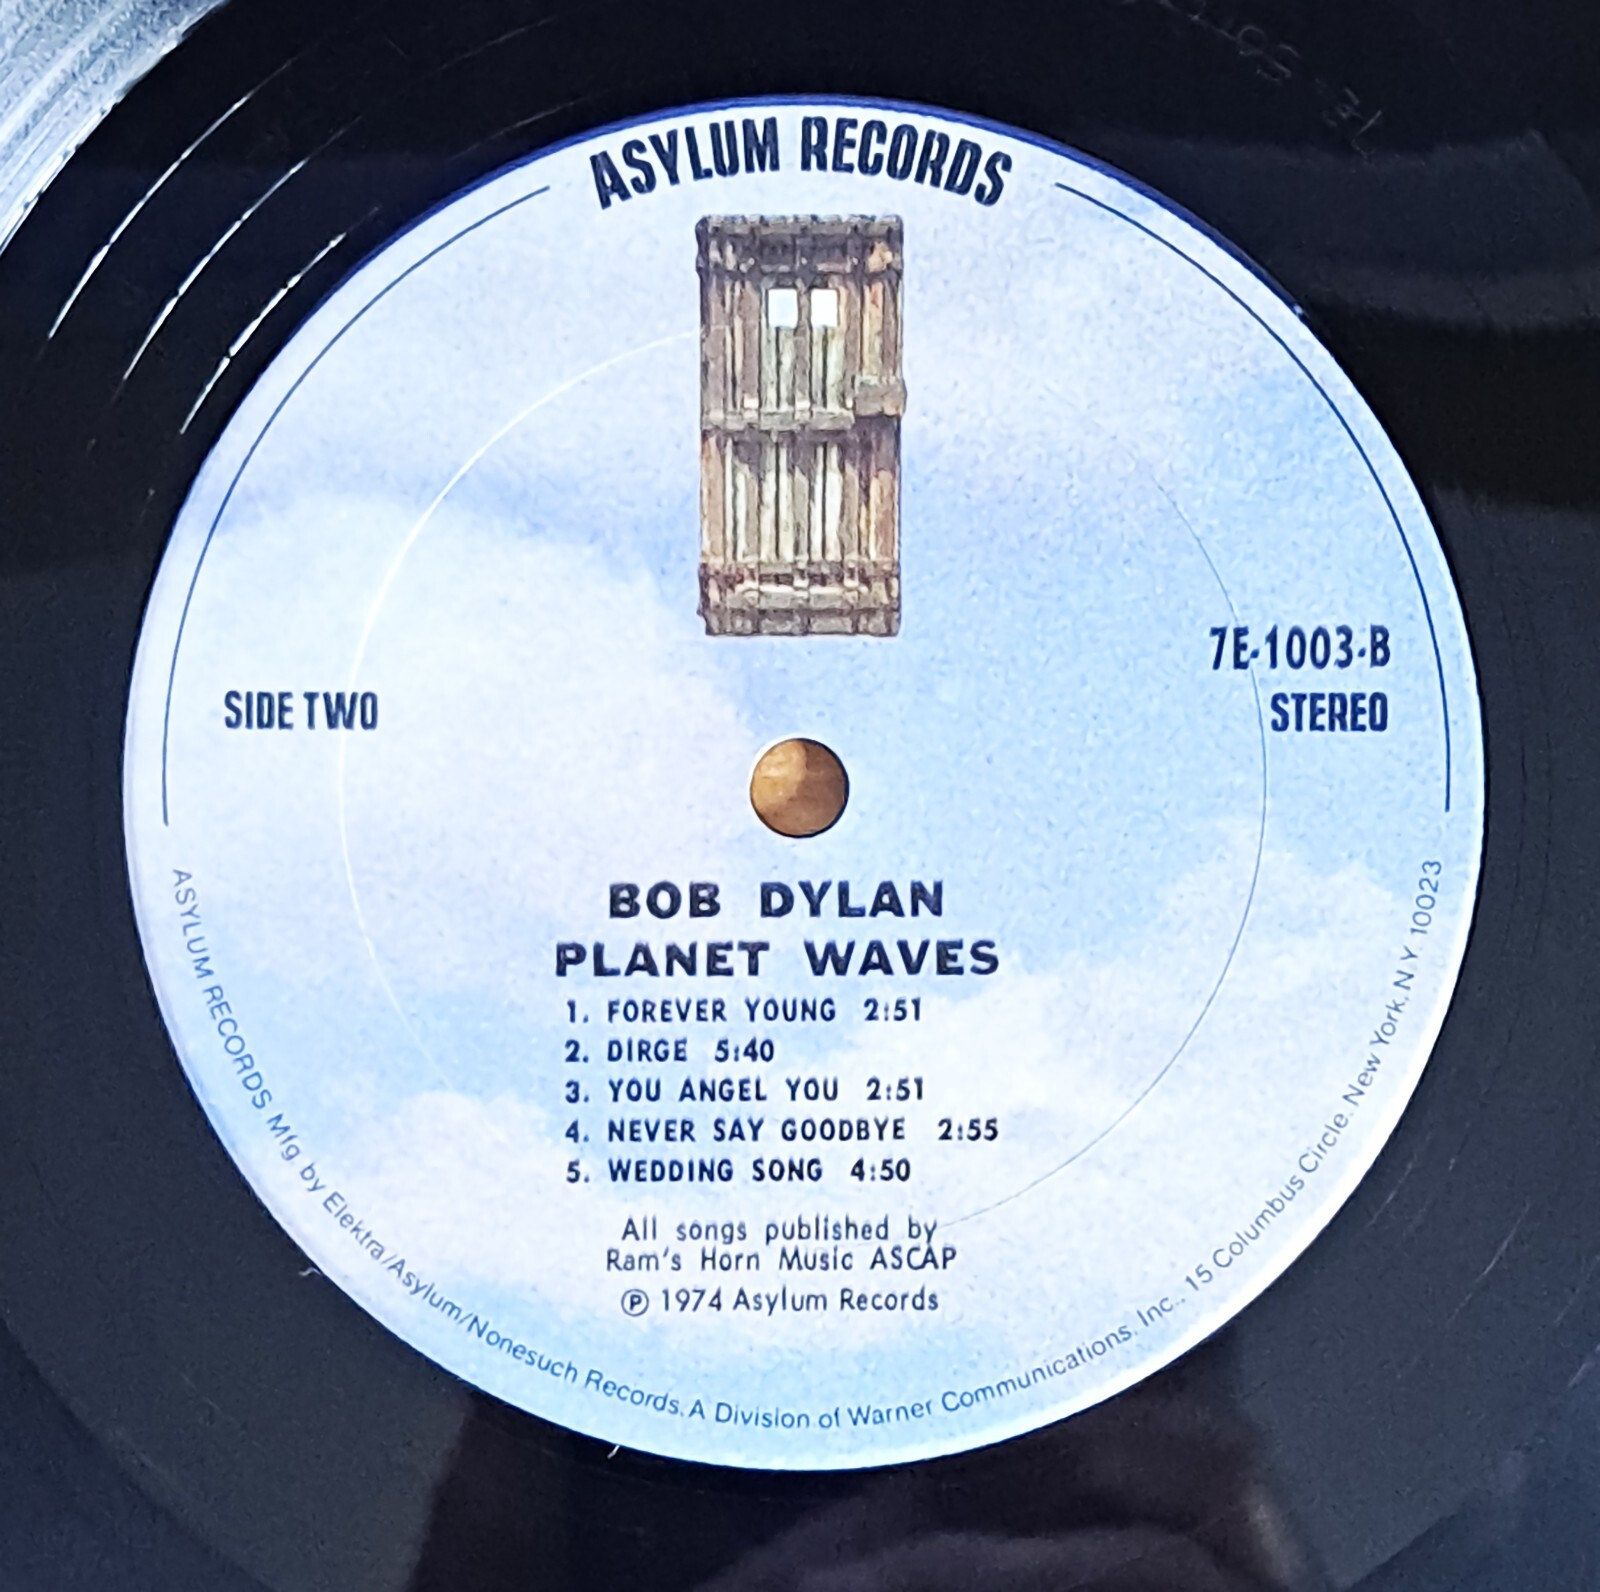 ASYLUM RECORDS
7E-1003-B
SIDE TWO
STEREO
BOB DYLAN
PLANET WAVES
1. FOREVER YOUNG 2:51
2. DIRGE 5:40
3. YOU ANGEL YOU 2:51
4. NEVER SAY GOODBYE 2:55
5. WEDDING SONG 4:50
All songs published by
Ram's Horn Music ASCAP
Ⓟ 1974 Asylum Records
ASYLUM RECORDS Mfg. by Elektra/Asylum/Nonesuch Records. A Division of Warner Communications, Inc., 15 Columbus Circle, New York, N.Y. 10023